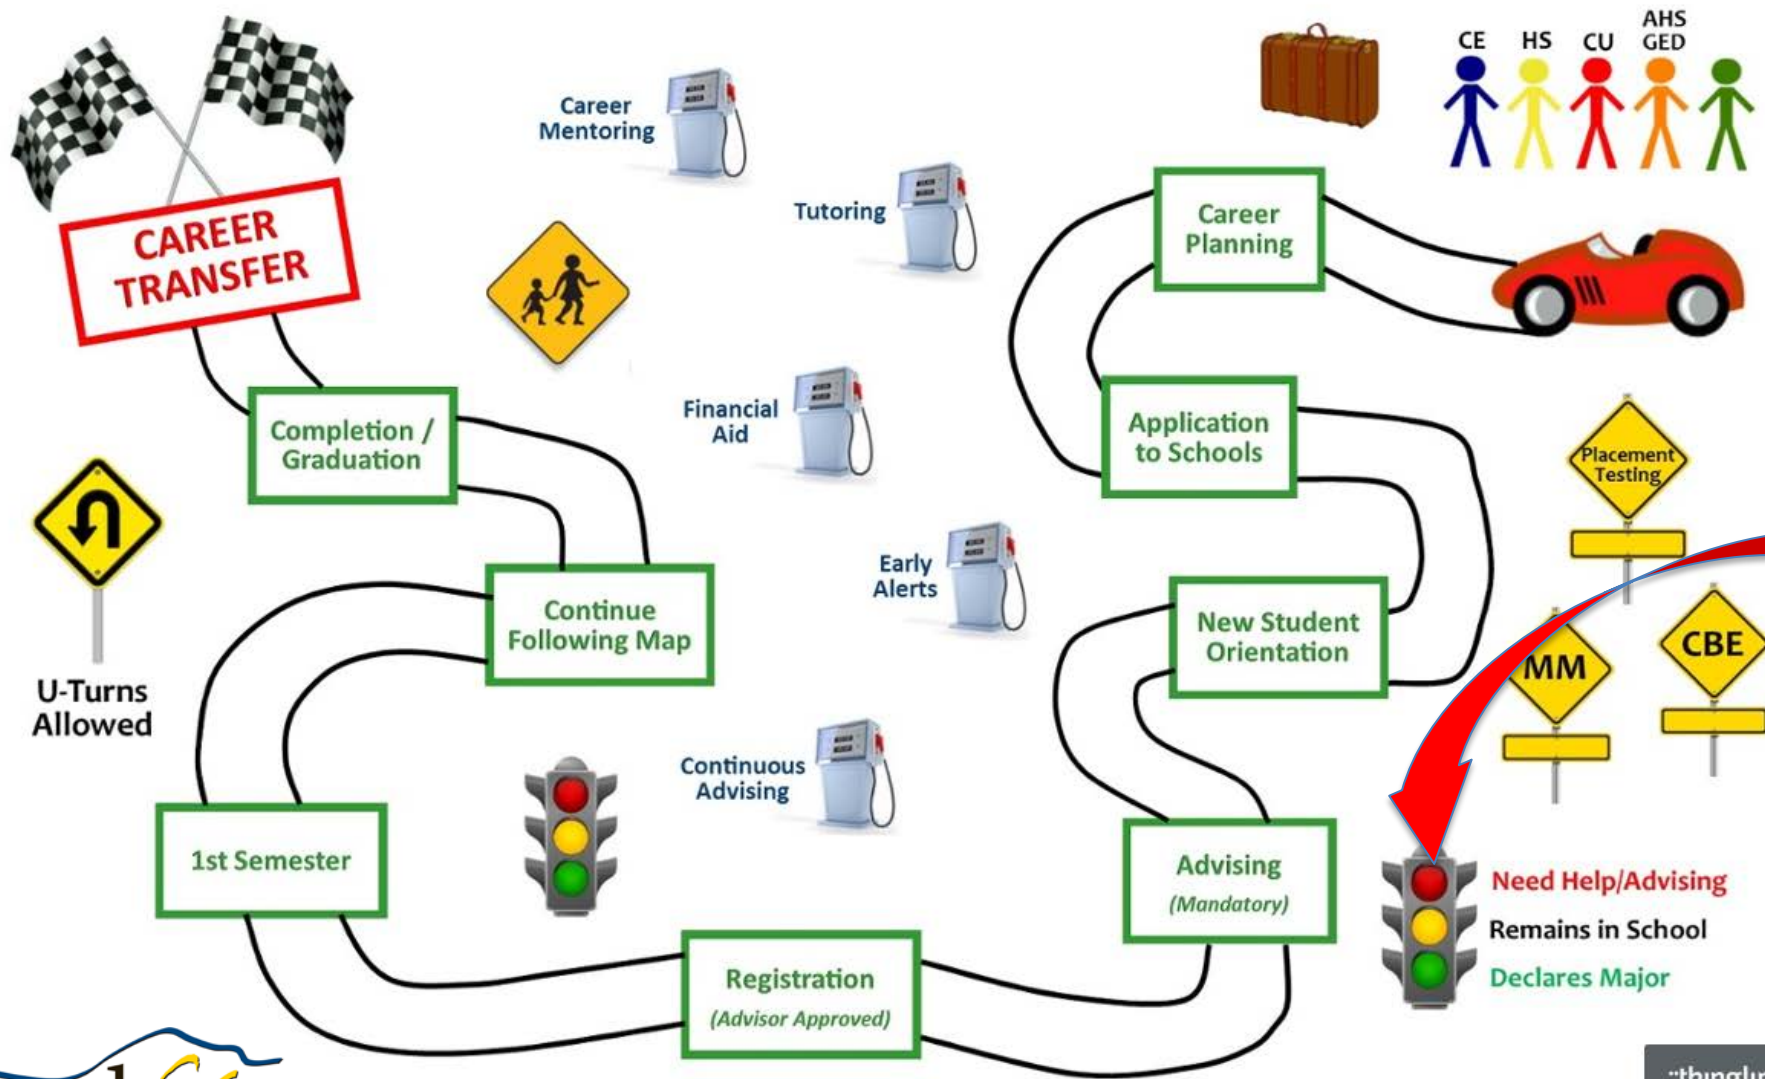 CE
HS
CU
AHS
GED
Career
Mentoring
Tutoring
Career
Planning
CAREER
TRANSFER
Financial
Aid
Application
to Schools
Completion /
Graduation
Placement
Testing
Early
Alerts
New Student
Orientation
Continue
Following Map
MM
CBE
U-Turns
Allowed
Continuous
Advising
1st Semester
Advising
(Mandatory)
Need Help/Advising
Remains in School
Declares Major
Registration
(Advisor Approved)